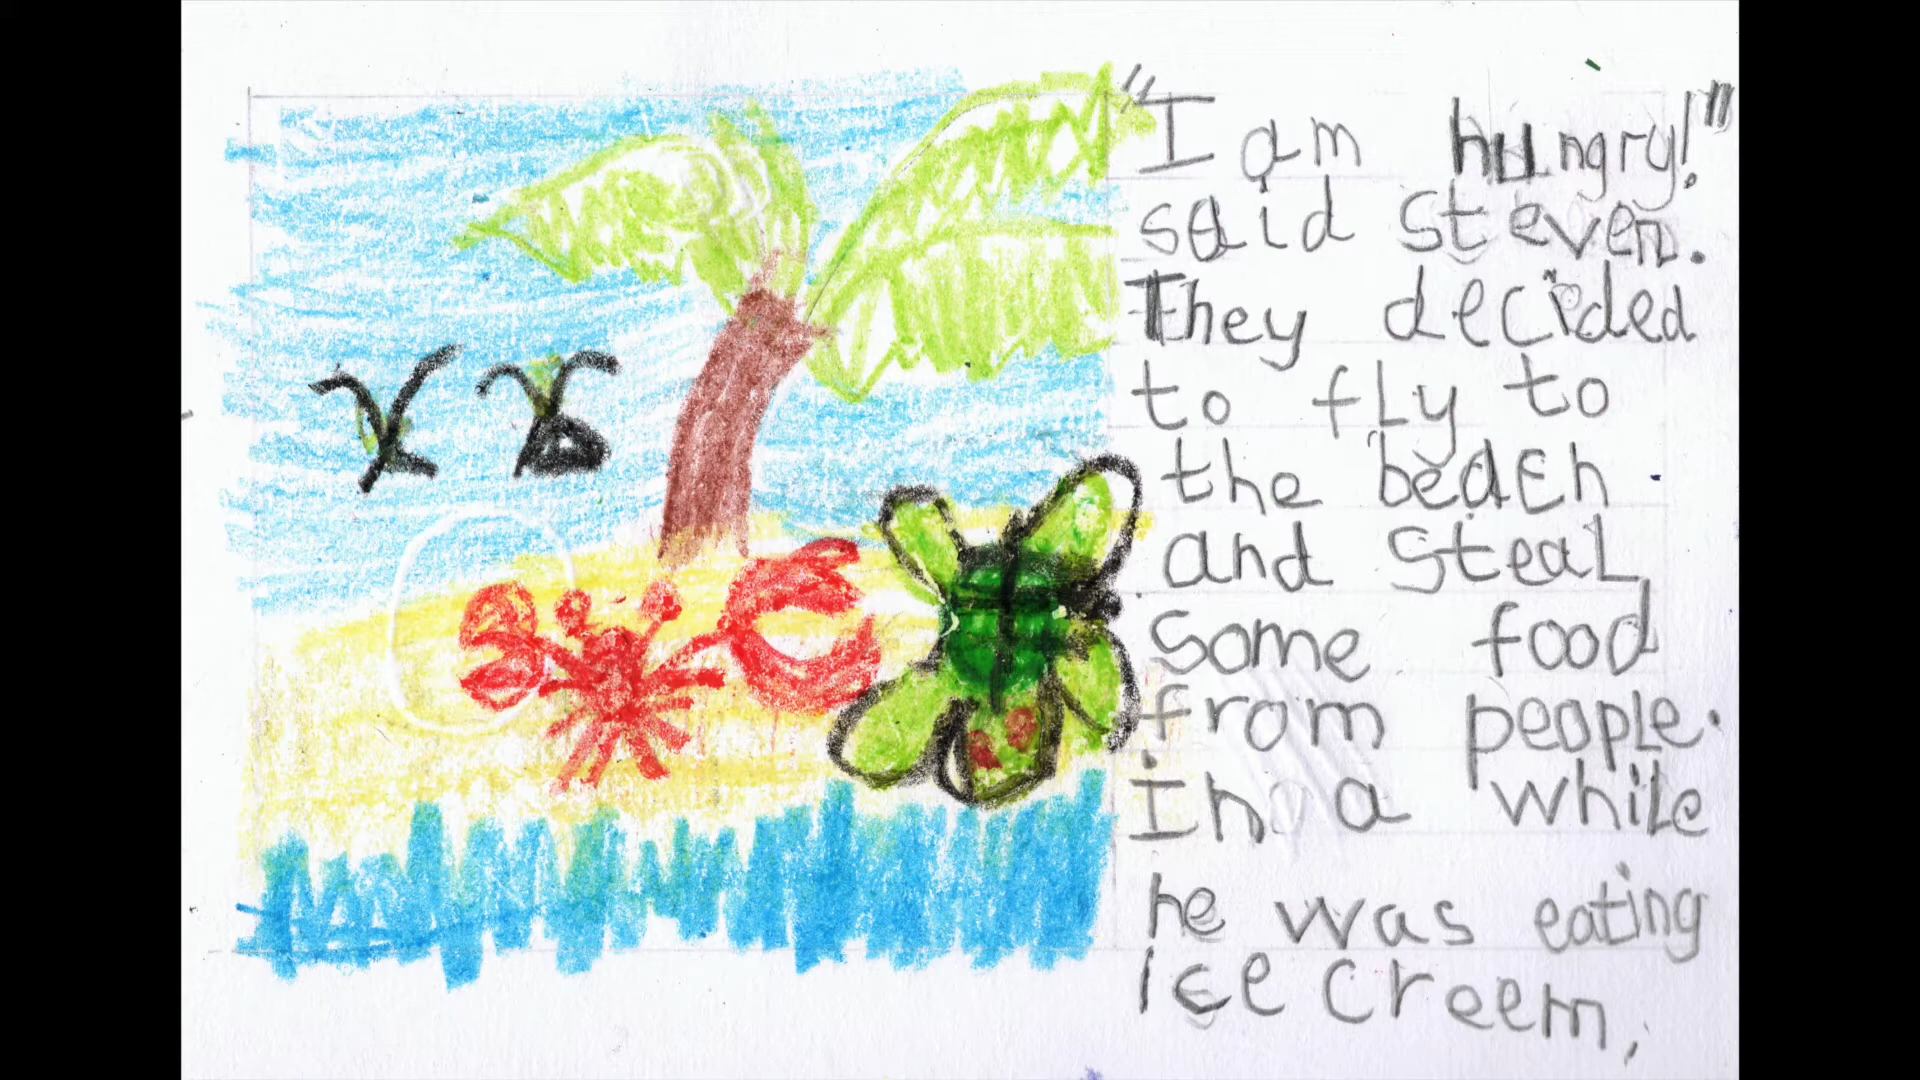 "I am hungry!"
said Steven.
They decided
to fly to
the beach
and steal
some food
from people.
In a while
he was eating
ice creem,